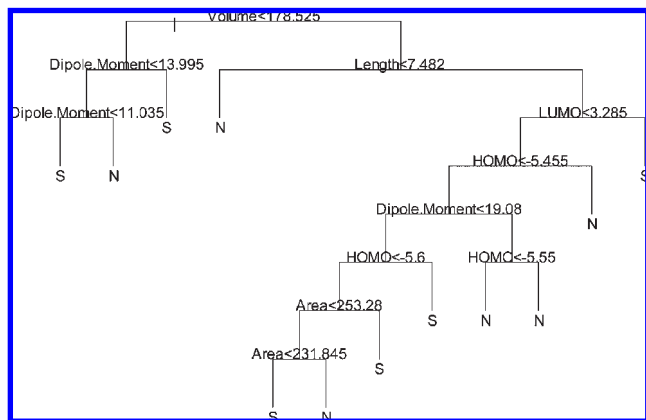 Volume<178.525
Dipole.Moment<13.995
Length<7.482
Dipole.Moment<11.035
S
N
LUMO<3.285
S
N
HOMO<-5.455
S
Dipole.Moment<19.08
N
HOMO<-5.6
HOMO<-5.55
Area<253.28
S
N
N
Area<231.845
S
S
N